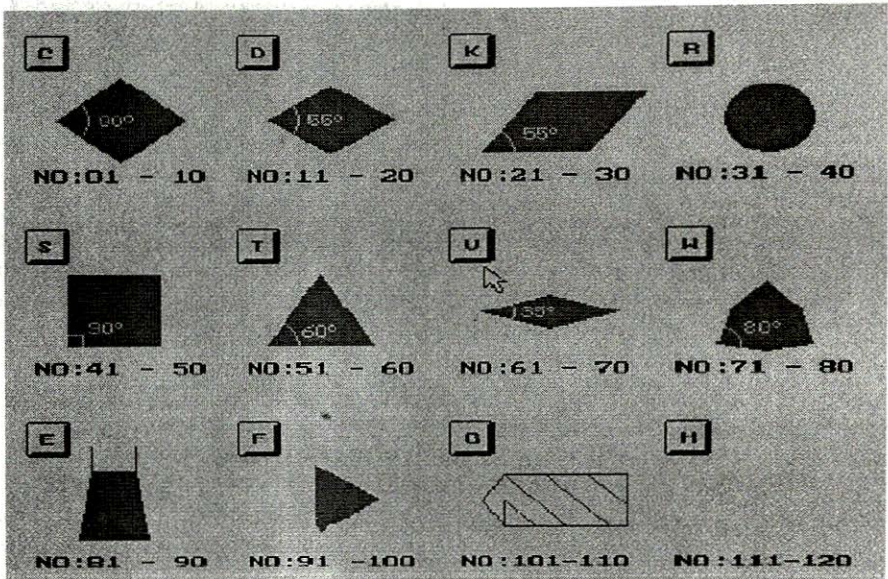 C D K R
80° 55° 55°
NO:01 - 10 NO:11 - 20 NO:21 - 30 NO:31 - 40
S T U W
90° 60° 35° 80°
NO:41 - 50 NO:51 - 60 NO:61 - 70 NO:71 - 80
E F G H
NO:81 - 90 NO:91 -100 NO:101-110 NO:111-120